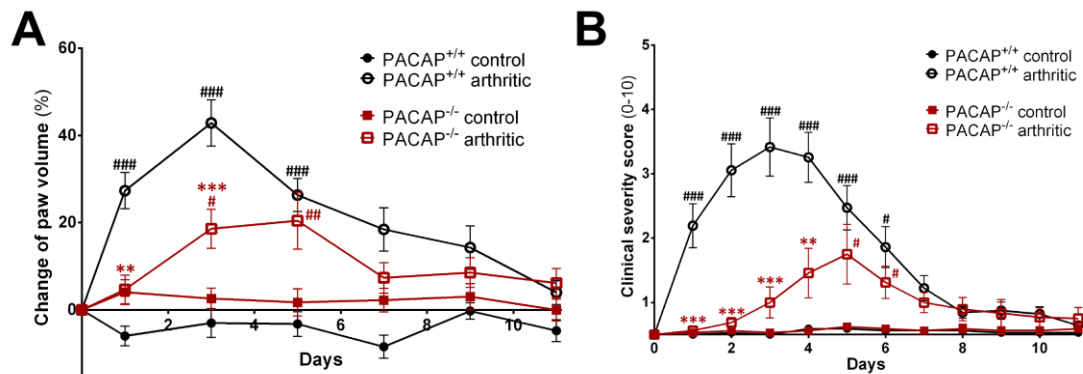 A
Change of paw volume (%)
60
40
20
0
2
4
6
8
10
Days
PACAP+/+ control
PACAP+/+ arthritic
PACAP-/- control
PACAP-/- arthritic
###
###
###
**
***
#
##
B
Clinical severity score (0-10)
5
4
3
2
1
0
2
4
6
8
10
Days
PACAP+/+ control
PACAP+/+ arthritic
PACAP-/- control
PACAP-/- arthritic
###
###
###
###
###
#
***
***
***
**
#
#